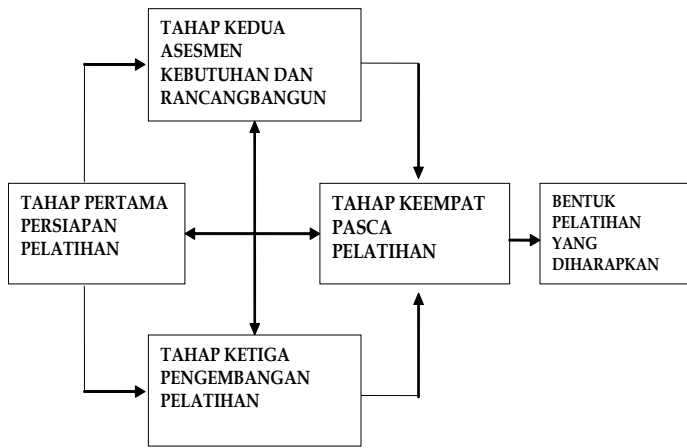 TAHAP KEDUA
ASESMEN
KEBUTUHAN DAN
RANCANGBANGUN
TAHAP PERTAMA
PERSIAPAN
PELATIHAN
TAHAP KEEMPAT
PASCA
PELATIHAN
BENTUK
PELATIHAN
YANG
DIHARAPKAN
TAHAP KETIGA
PENGEMBANGAN
PELATIHAN